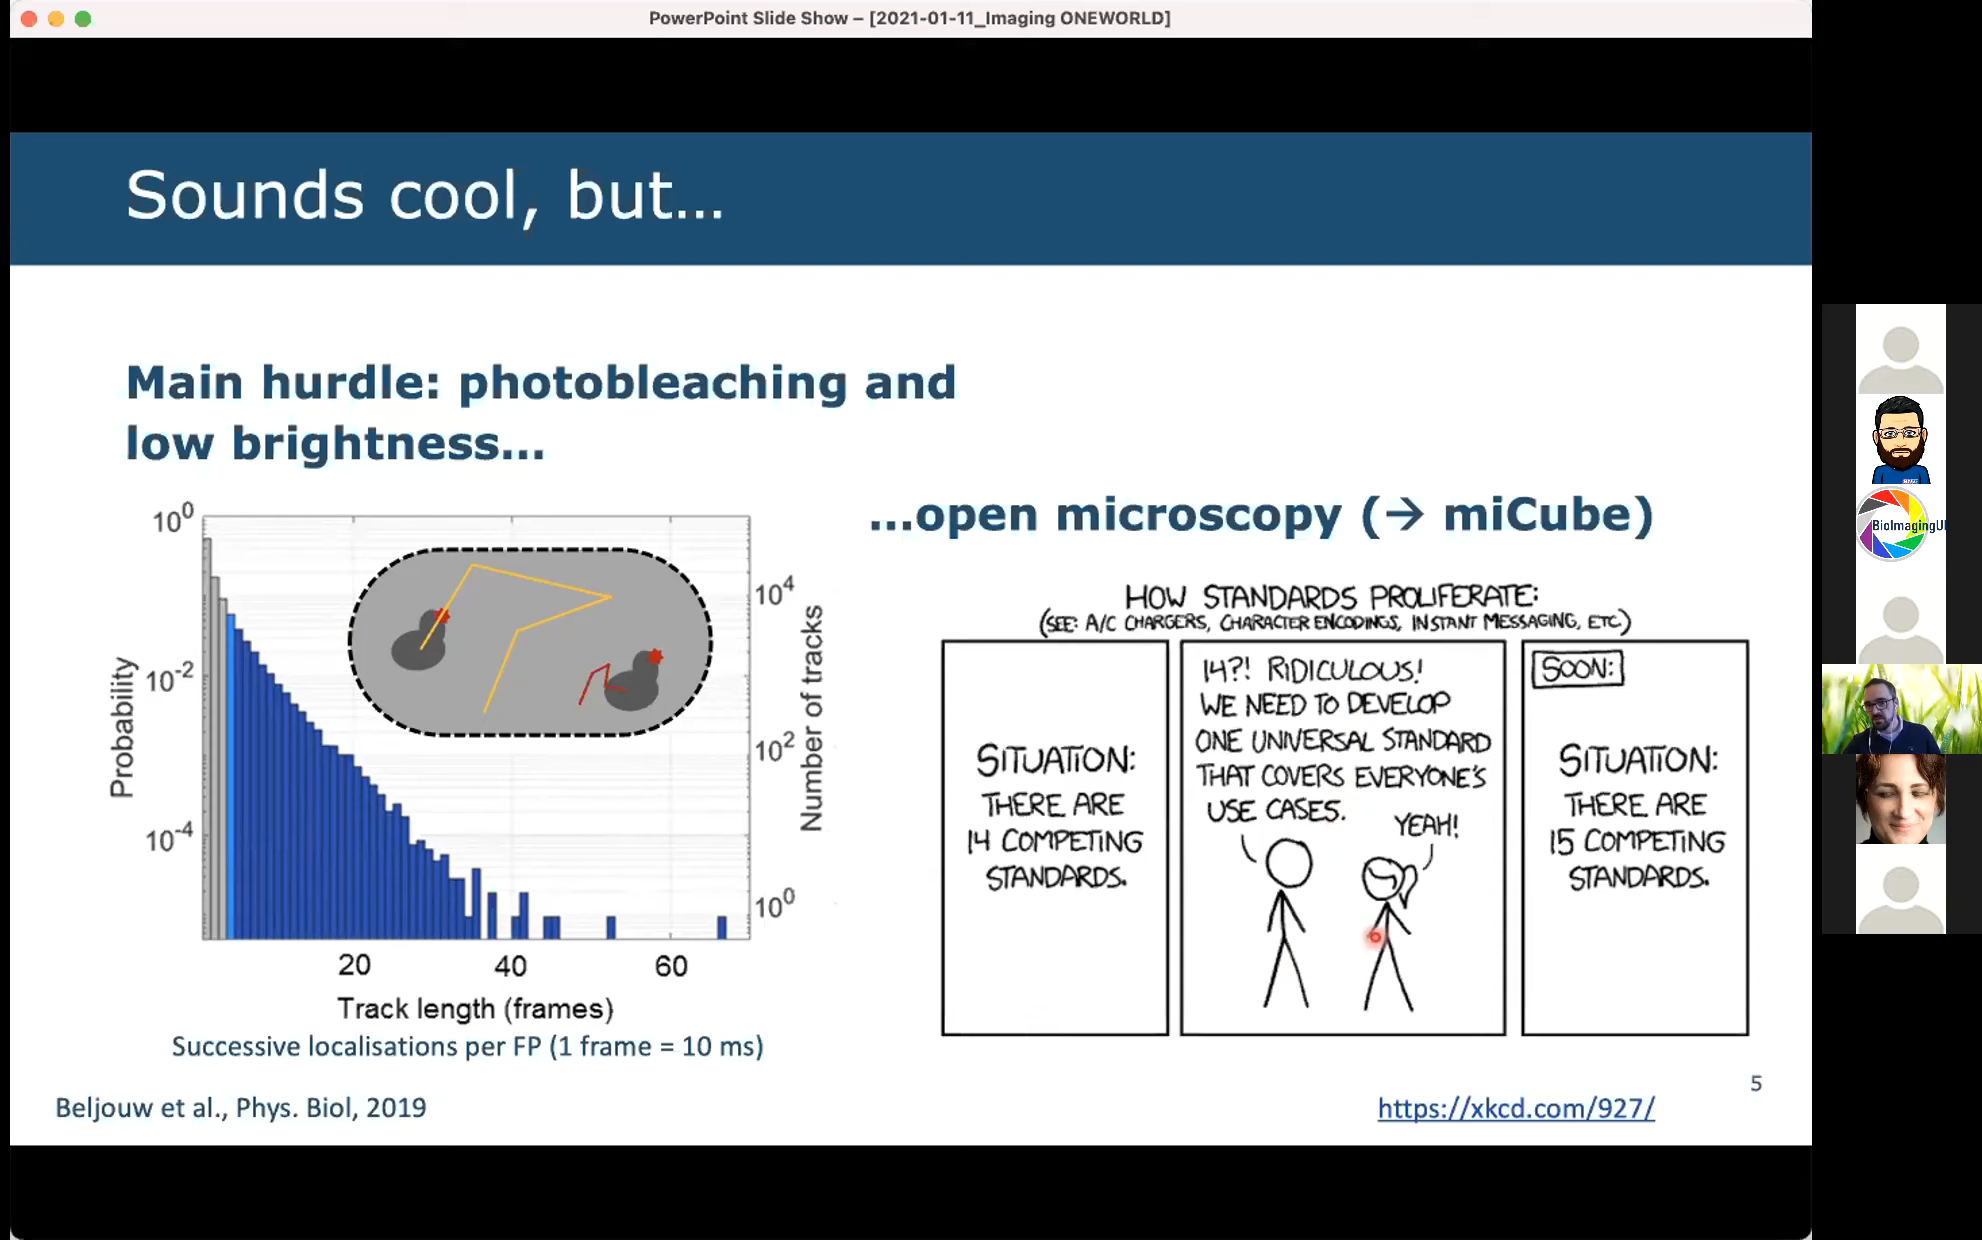 PowerPoint Slide Show – [2021-01-11_Imaging ONEWORLD]
Sounds cool, but...
Main hurdle: photobleaching and
low brightness...
...open microscopy (→ miCube)
10⁰
10⁻²
10⁻⁴
Probability
10⁴
10²
10⁰
Number of tracks
20 40 60
Track length (frames)
Successive localisations per FP (1 frame = 10 ms)
Beljouw et al., Phys. Biol, 2019
HOW STANDARDS PROLIFERATE:
(SEE: A/C CHARGERS, CHARACTER ENCODINGS, INSTANT MESSAGING, ETC.)
SITUATION:
THERE ARE
14 COMPETING
STANDARDS.
14?! RIDICULOUS!
WE NEED TO DEVELOP
ONE UNIVERSAL STANDARD
THAT COVERS EVERYONE'S
USE CASES.
YEAH!
SOON:
SITUATION:
THERE ARE
15 COMPETING
STANDARDS.
5
https://xkcd.com/927/
BioImagingU